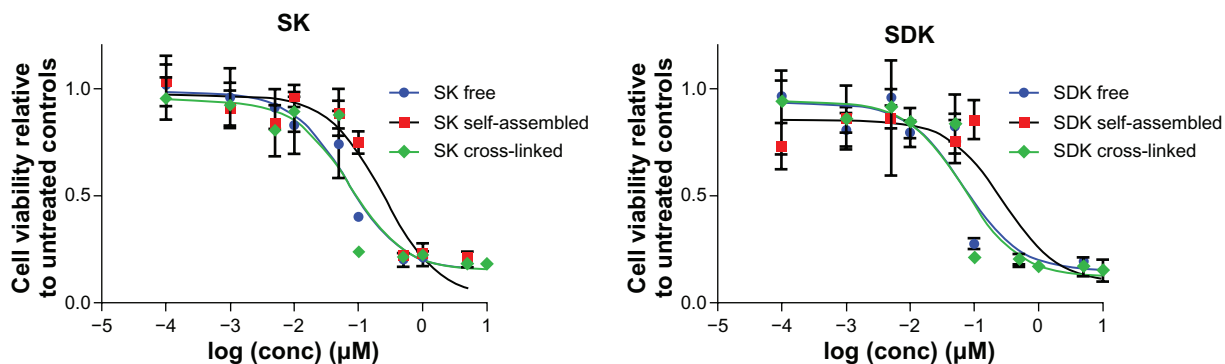 SK
Cell viability relative
to untreated controls
1.0
0.5
0.0
−5
−4
−3
−2
−1
0
1
log (conc) (μM)
SK free
SK self-assembled
SK cross-linked
SDK
Cell viability relative
to untreated controls
1.0
0.5
0.0
−5
−4
−3
−2
−1
0
1
log (conc) (μM)
SDK free
SDK self-assembled
SDK cross-linked